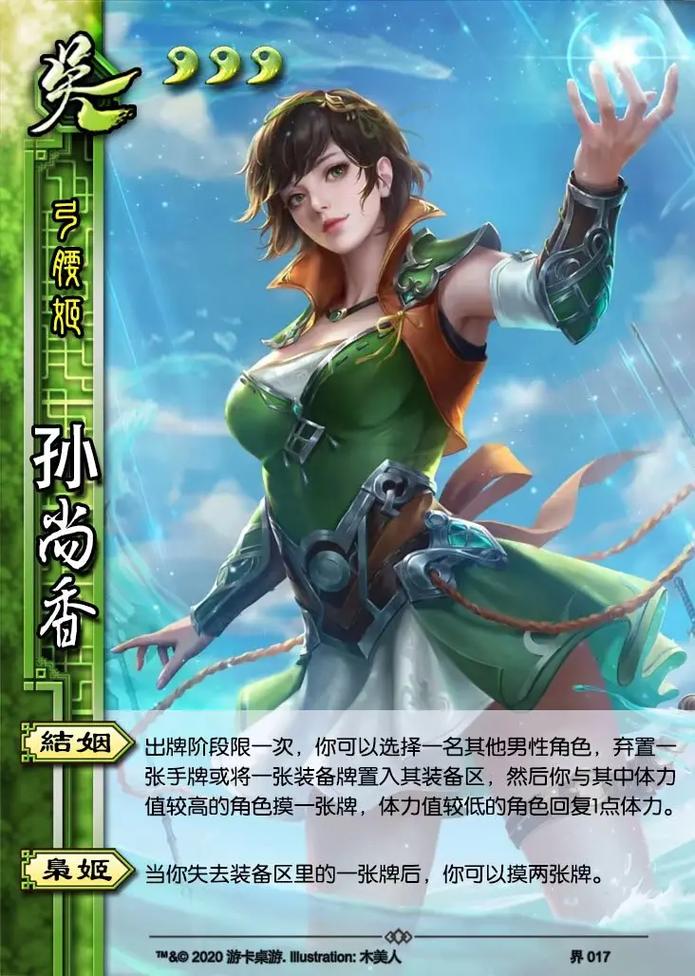 吴
弓腰姬
孙尚香
結姻
出牌阶段限一次，你可以选择一名其他男性角色，弃置一
张手牌或将一张装备牌置入其装备区，然后你与其中体力
值较高的角色摸一张牌，体力值较低的角色回复1点体力。
梟姬
当你失去装备区里的一张牌后，你可以摸两张牌。
™&© 2020 游卡桌游. Illustration: 木美人
界 017